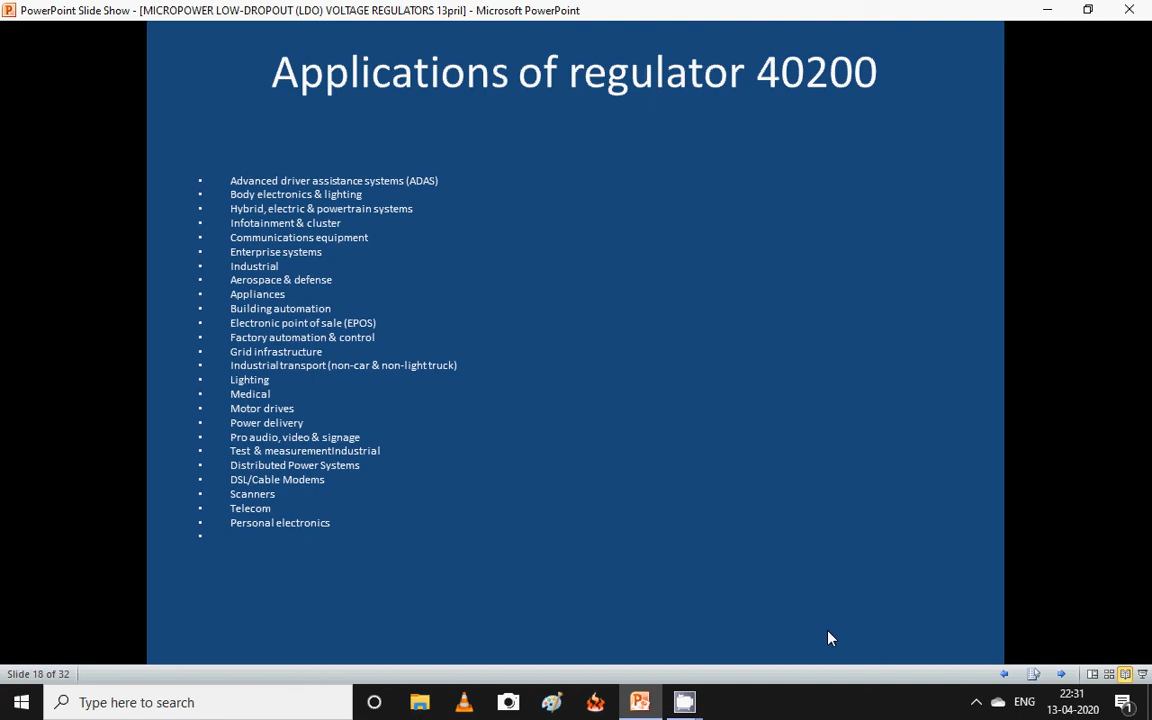 PowerPoint Slide Show - [MICROPOWER LOW-DROPOUT (LDO) VOLTAGE REGULATORS 13pril] - Microsoft PowerPoint
Applications of regulator 40200
• Advanced driver assistance systems (ADAS)
• Body electronics & lighting
• Hybrid, electric & powertrain systems
• Infotainment & cluster
• Communications equipment
• Enterprise systems
• Industrial
• Aerospace & defense
• Appliances
• Building automation
• Electronic point of sale (EPOS)
• Factory automation & control
• Grid infrastructure
• Industrial transport (non-car & non-light truck)
• Lighting
• Medical
• Motor drives
• Power delivery
• Pro audio, video & signage
• Test & measurementIndustrial
• Distributed Power Systems
• DSL/Cable Modems
• Scanners
• Telecom
• Personal electronics
•
Slide 18 of 32
Type here to search
ENG
22:31
13-04-2020
1